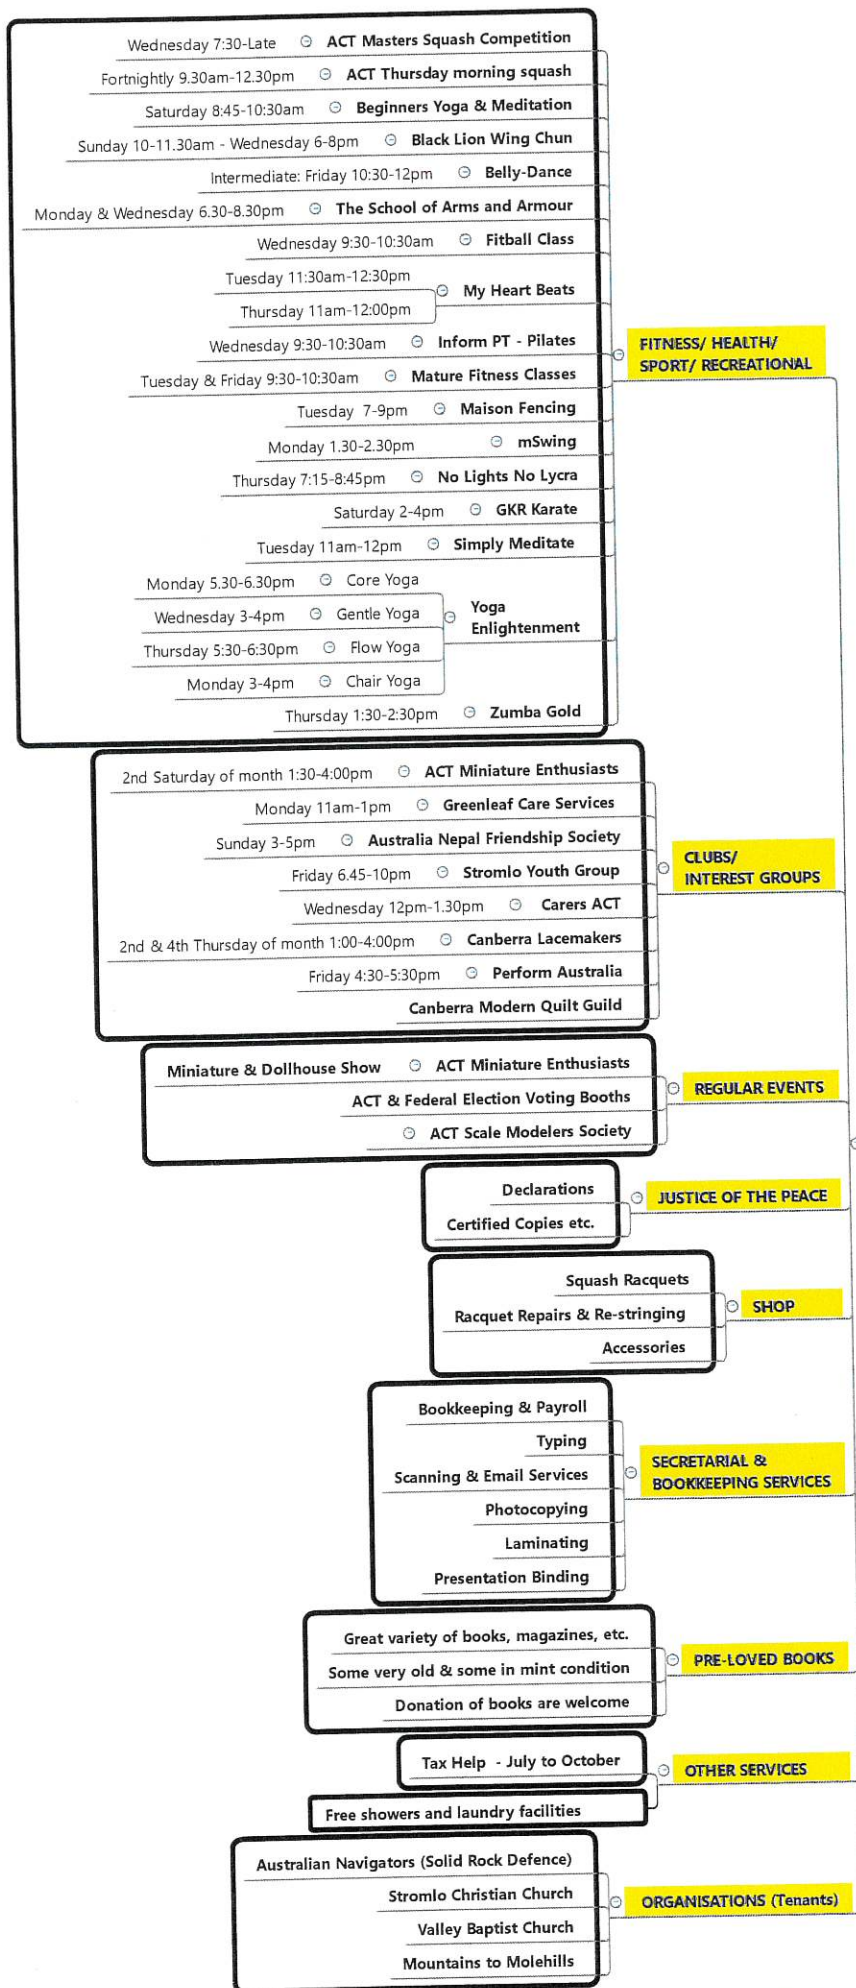 Wednesday 7:30-Late ACT Masters Squash Competition
Fortnightly 9.30am-12.30pm ACT Thursday morning squash
Saturday 8:45-10:30am Beginners Yoga & Meditation
Sunday 10-11.30am - Wednesday 6-8pm Black Lion Wing Chun
Intermediate: Friday 10:30-12pm Belly-Dance
Monday & Wednesday 6.30-8.30pm The School of Arms and Armour
Wednesday 9:30-10:30am Fitball Class
Tuesday 11:30am-12:30pm
My Heart Beats
Thursday 11am-12:00pm
Wednesday 9:30-10:30am Inform PT - Pilates
FITNESS/ HEALTH/
SPORT/ RECREATIONAL
Tuesday & Friday 9:30-10:30am Mature Fitness Classes
Tuesday 7-9pm Maison Fencing
Monday 1.30-2.30pm mSwing
Thursday 7:15-8:45pm No Lights No Lycra
Saturday 2-4pm GKR Karate
Tuesday 11am-12pm Simply Meditate
Monday 5.30-6.30pm Core Yoga
Wednesday 3-4pm Gentle Yoga
Yoga
Enlightenment
Thursday 5:30-6:30pm Flow Yoga
Monday 3-4pm Chair Yoga
Thursday 1:30-2:30pm Zumba Gold
2nd Saturday of month 1:30-4:00pm ACT Miniature Enthusiasts
Monday 11am-1pm Greenleaf Care Services
Sunday 3-5pm Australia Nepal Friendship Society
Friday 6.45-10pm Stromlo Youth Group
CLUBS/
INTEREST GROUPS
Wednesday 12pm-1.30pm Carers ACT
2nd & 4th Thursday of month 1:00-4:00pm Canberra Lacemakers
Friday 4:30-5:30pm Perform Australia
Canberra Modern Quilt Guild
Miniature & Dollhouse Show ACT Miniature Enthusiasts
ACT & Federal Election Voting Booths
REGULAR EVENTS
ACT Scale Modelers Society
Declarations
JUSTICE OF THE PEACE
Certified Copies etc.
Squash Racquets
Racquet Repairs & Re-stringing
SHOP
Accessories
Bookkeeping & Payroll
Typing
Scanning & Email Services
SECRETARIAL &
BOOKKEEPING SERVICES
Photocopying
Laminating
Presentation Binding
Great variety of books, magazines, etc.
Some very old & some in mint condition
PRE-LOVED BOOKS
Donation of books are welcome
Tax Help - July to October
OTHER SERVICES
Free showers and laundry facilities
Australian Navigators (Solid Rock Defence)
Stromlo Christian Church
ORGANISATIONS (Tenants)
Valley Baptist Church
Mountains to Molehills